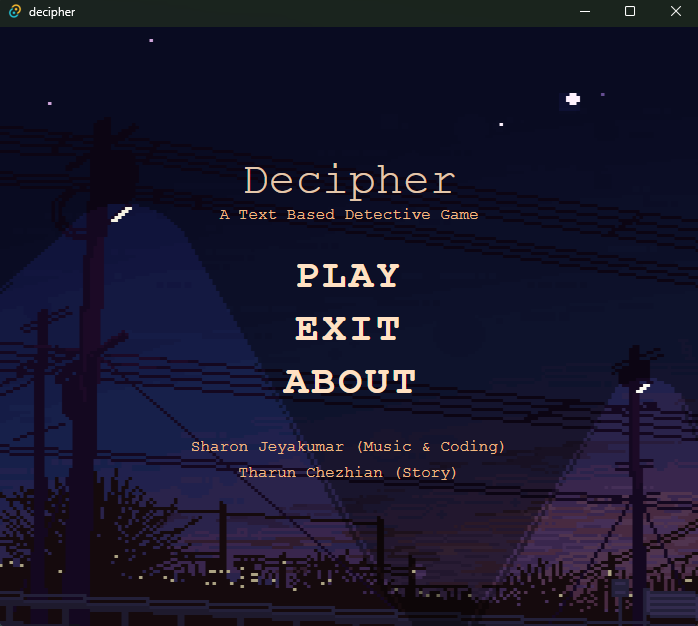 decipher
Decipher
A Text Based Detective Game
PLAY
EXIT
ABOUT
Sharon Jeyakumar (Music & Coding)
Tharun Chezhian (Story)